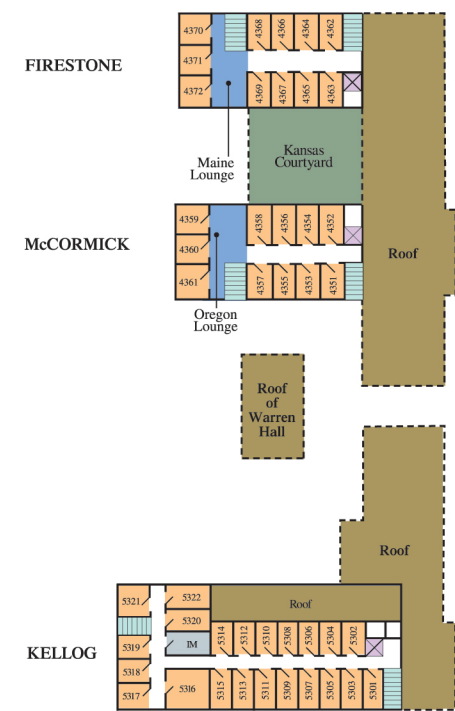 4370
4368
4366
4364
4362
FIRESTONE
4371
4372
4369
4367
4365
4363
Maine
Lounge
Kansas
Courtyard
4359
4358
4356
4354
4352
McCORMICK
4360
Roof
4361
4357
4355
4353
4351
Oregon
Lounge
Roof
of
Warren
Hall
Roof
5321
5322
Roof
5320
5319
IM
5314
5312
5310
5308
5306
5304
5302
KELLOG
5318
5317
5316
5315
5313
5311
5309
5307
5305
5303
5301